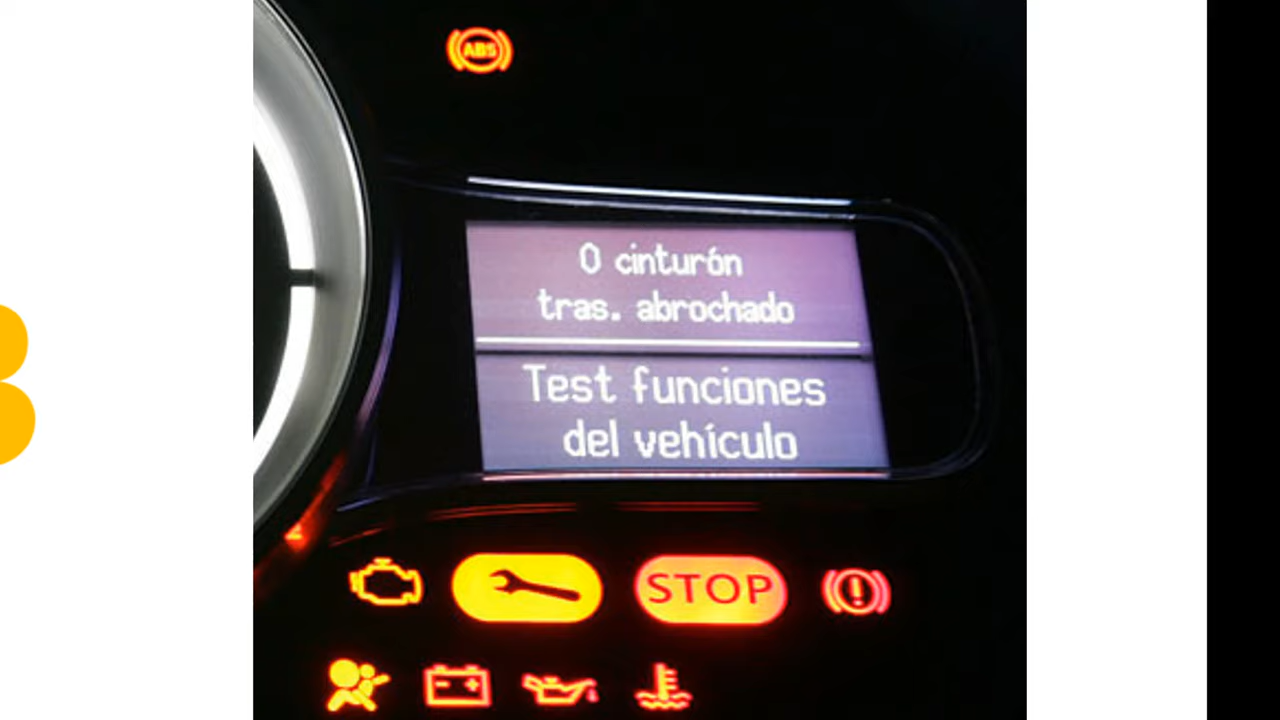 ABS
0 cinturón
tras. abrochado
Test funciones
del vehículo
STOP